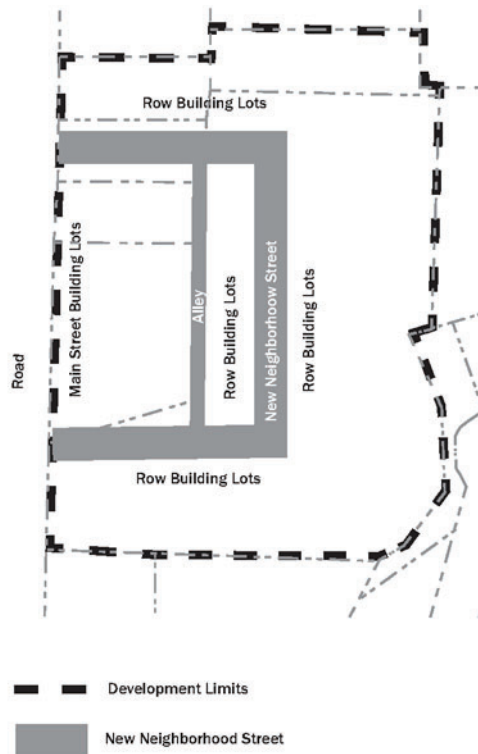 Row Building Lots
Road
Main Street Building Lots
Alley
Row Building Lots
New Neighborhoow Street
Row Building Lots
Row Building Lots
Development Limits
New Neighborhood Street